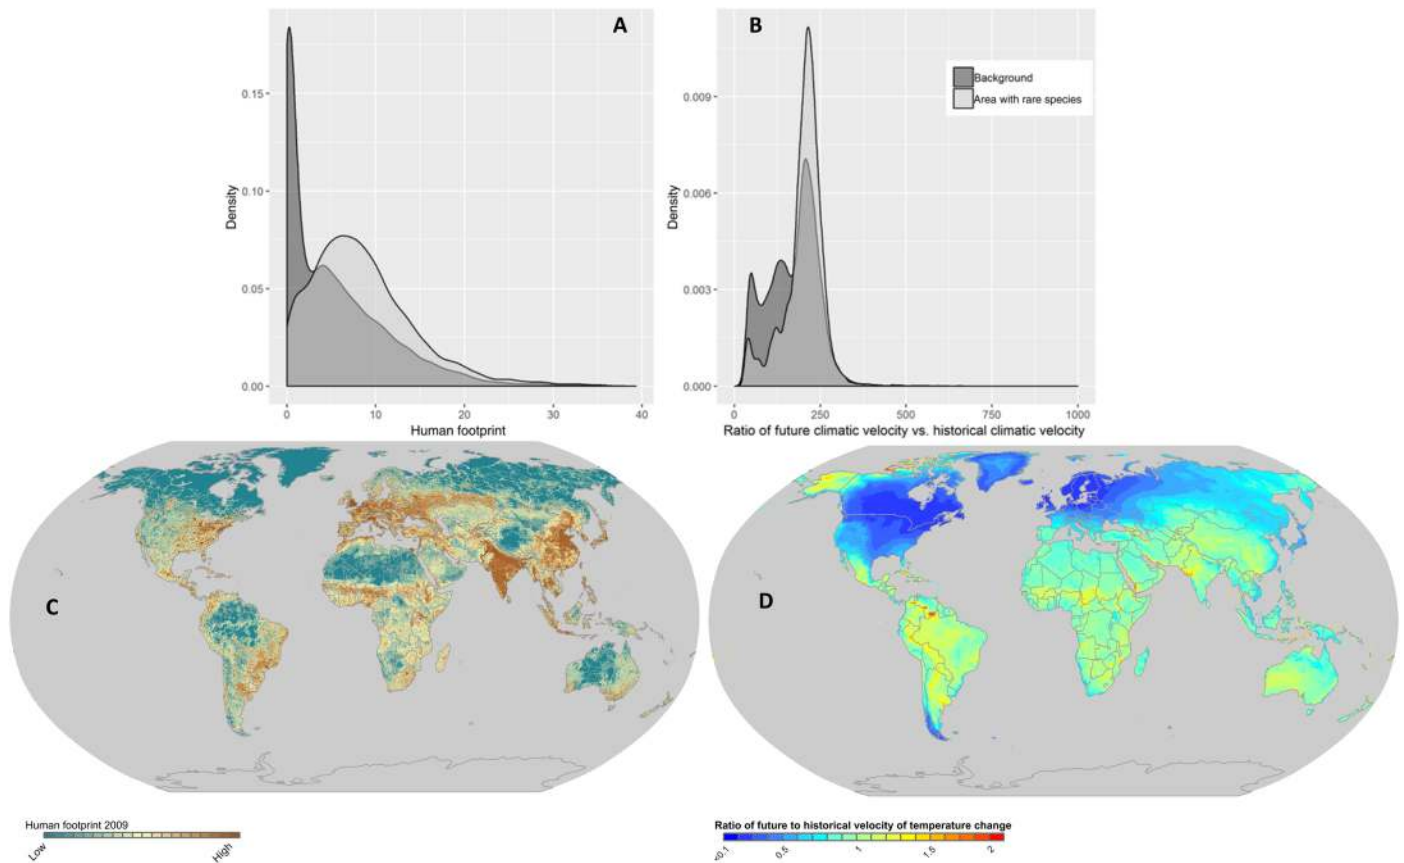 A
Density
0.15
0.10
0.05
0.00
0
10
20
30
40
Human footprint
B
Background
Area with rare species
Density
0.009
0.006
0.003
0.000
0
250
500
750
1000
Ratio of future climatic velocity vs. historical climatic velocity
C
D
Human footprint 2009
Low
High
Ratio of future to historical velocity of temperature change
<0.1
0.5
1
1.5
2